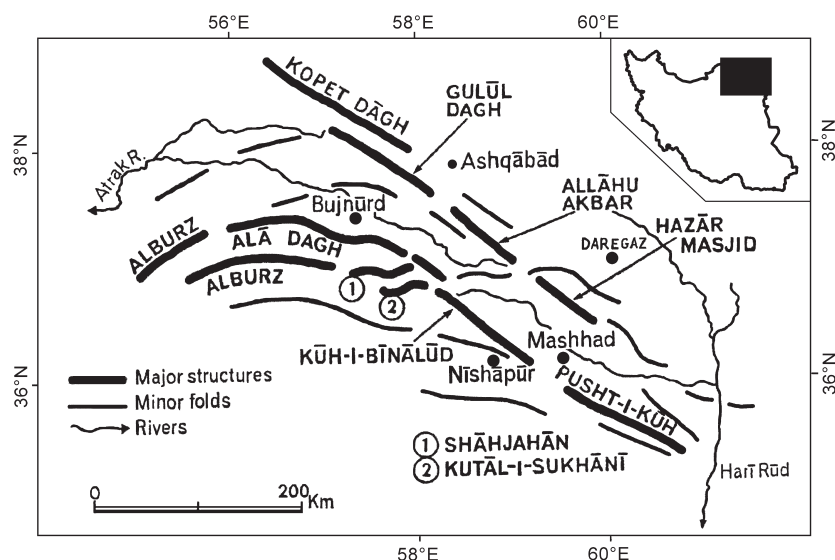 56°E
58°E
60°E
38°N
38°N
36°N
36°N
KOPET DĀGH
GULŪL
DAGH
Ashqābād
Atrak R.
Bujnūrd
ALLĀHU
AKBAR
HAZĀR
MASJID
DAREGAZ
ALBURZ
ALĀ DAGH
ALBURZ
1
2
KŪH-I-BĪNĀLŪD
Mashhad
Nīshāpūr
PUSHT-I-KŪH
Major structures
Minor folds
Rivers
1 SHĀHJAHĀN
2 KUTĀL-I-SUKHĀNĪ
Harī Rūd
0 200 Km
58°E
60°E